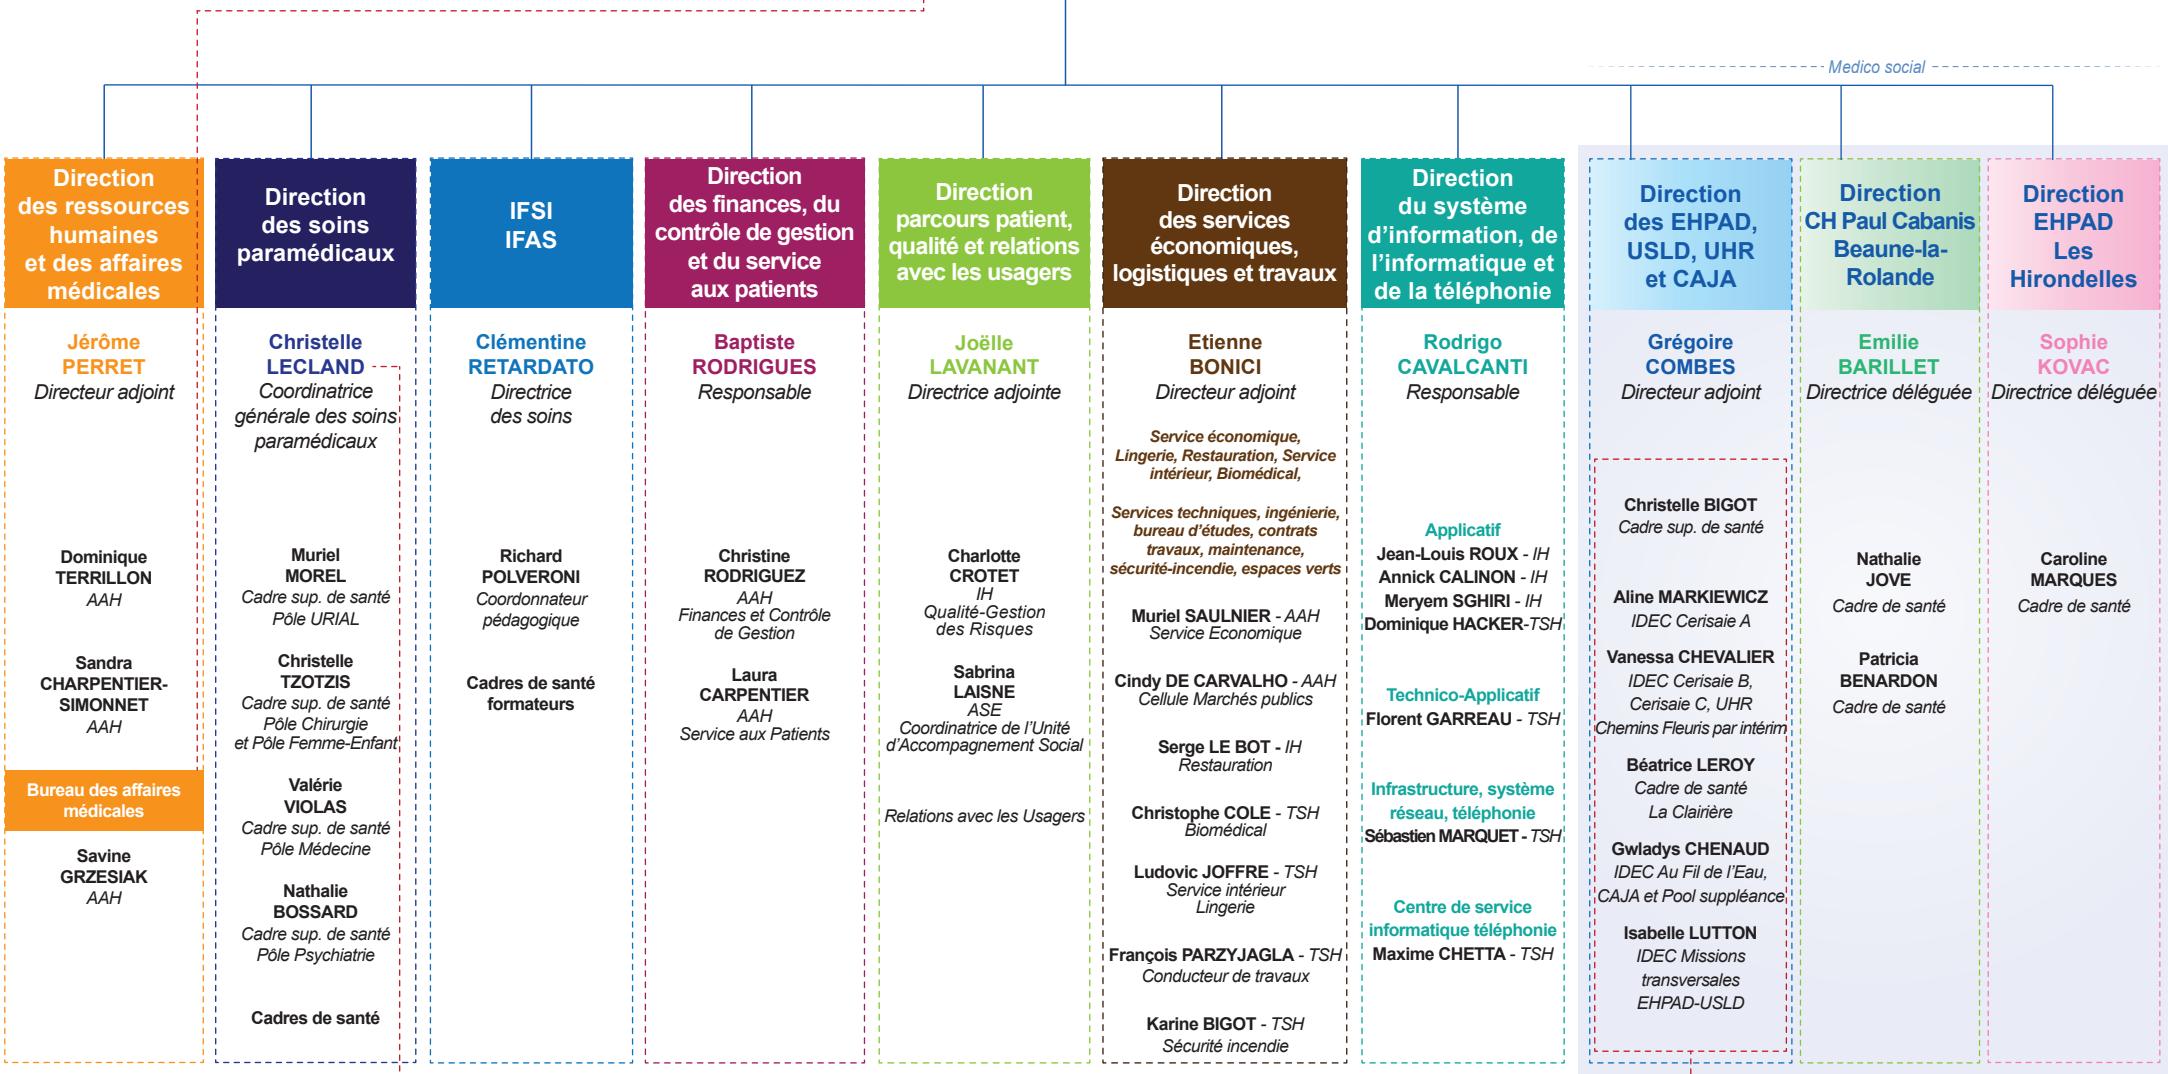 Medico social
Direction
des ressources
humaines
et des affaires
médicales
Jérôme
PERRET
Directeur adjoint
Dominique
TERRILLON
AAH
Sandra
CHARPENTIER-
SIMONNET
AAH
Bureau des affaires
médicales
Savine
GRZESIAK
AAH
Direction
des soins
paramédicaux
Christelle
LECLAND
Coordinatrice
générale des soins
paramédicaux
Muriel
MOREL
Cadre sup. de santé
Pôle URIAL
Christelle
TZOTZIS
Cadre sup. de santé
Pôle Chirurgie
et Pôle Femme-Enfant
Valérie
VIOLAS
Cadre sup. de santé
Pôle Médecine
Nathalie
BOSSARD
Cadre sup. de santé
Pôle Psychiatrie
Cadres de santé
IFSI
IFAS
Clémentine
RETARDATO
Directrice
des soins
Richard
POLVERONI
Coordonnateur
pédagogique
Cadres de santé
formateurs
Direction
des finances, du
contrôle de gestion
et du service
aux patients
Baptiste
RODRIGUES
Responsable
Christine
RODRIGUEZ
AAH
Finances et Contrôle
de Gestion
Laura
CARPENTIER
AAH
Service aux Patients
Direction
parcours patient,
qualité et relations
avec les usagers
Joëlle
LAVANANT
Directrice adjointe
Charlotte
CROTET
IH
Qualité-Gestion
des Risques
Sabrina
LAISNE
ASE
Coordinatrice de l'Unité
d'Accompagnement Social
Relations avec les Usagers
Direction
des services
économiques,
logistiques et travaux
Etienne
BONICI
Directeur adjoint
Service économique,
Lingerie, Restauration, Service
intérieur, Biomédical,
Services techniques, ingénierie,
bureau d'études, contrats
travaux, maintenance,
sécurité-incendie, espaces verts
Muriel SAULNIER - AAH
Service Economique
Cindy DE CARVALHO - AAH
Cellule Marchés publics
Serge LE BOT - IH
Restauration
Christophe COLE - TSH
Biomédical
Ludovic JOFFRE - TSH
Service intérieur
Lingerie
François PARZYJAGLA - TSH
Conducteur de travaux
Karine BIGOT - TSH
Sécurité incendie
Direction
du système
d'information, de
l'informatique et
de la téléphonie
Rodrigo
CAVALCANTI
Responsable
Applicatif
Jean-Louis ROUX - IH
Annick CALINON - IH
Meryem SGHIRI - IH
Dominique HACKER-TSH
Technico-Applicatif
Florent GARREAU - TSH
Infrastructure, système
réseau, téléphonie
Sébastien MARQUET - TSH
Centre de service
informatique téléphonie
Maxime CHETTA - TSH
Direction
des EHPAD,
USLD, UHR
et CAJA
Grégoire
COMBES
Directeur adjoint
Christelle BIGOT
Cadre sup. de santé
Aline MARKIEWICZ
IDEC Cerisaie A
Vanessa CHEVALIER
IDEC Cerisaie B,
Cerisaie C, UHR
Chemins Fleuris par intérim
Béatrice LEROY
Cadre de santé
La Clairière
Gwladys CHENAUD
IDEC Au Fil de l'Eau,
CAJA et Pool suppléance
Isabelle LUTTON
IDEC Missions
transversales
EHPAD-USLD
Direction
CH Paul Cabanis
Beaune-la-
Rolande
Emilie
BARILLET
Directrice déléguée
Nathalie
JOVE
Cadre de santé
Patricia
BENARDON
Cadre de santé
Direction
EHPAD
Les
Hirondelles
Sophie
KOVAC
Directrice déléguée
Caroline
MARQUES
Cadre de santé